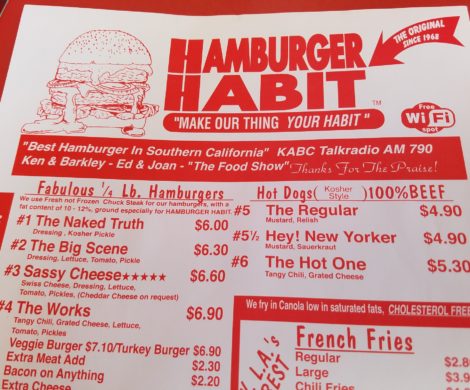 HAMBURGER
HABIT
TM
"MAKE OUR THING YOUR HABIT"
THE ORIGINAL
SINCE 1968
Free
WiFi
spot
"Best Hamburger In Southern California" KABC Talkradio AM 790
Ken & Barkley - Ed & Joan - "The Food Show" Thanks For The Praise!
Fabulous 1/4 Lb. Hamburgers
We use Fresh not Frozen Chuck Steak for our hamburgers, with a
fat content of 10 - 12%, ground especially for HAMBURGER HABIT.
#1 The Naked Truth $6.00
Dressing, Kosher Pickle
#2 The Big Scene $6.30
Dressing, Lettuce, Tomato, Pickle
#3 Sassy Cheese★★★★★ $6.60
Swiss Cheese, Dressing, Lettuce,
Tomato, Pickles, (Cheddar Cheese on request)
#4 The Works $6.90
Tangy Chili, Grated Cheese, Lettuce,
Tomato, Pickles
Veggie Burger $7.10/Turkey Burger $6.90
Extra Meat Add $2.30
Bacon on Anything $2.20
Extra Cheese
Hot Dogs( Kosher Style )100%BEEF
#5 The Regular $4.90
Mustard, Relish
#5½ Hey! New Yorker $4.90
Mustard, Sauerkraut
#6 The Hot One $5.30
Tangy Chili, Grated Cheese
We fry in Canola low in saturated fats, CHOLESTEROL FREE
L.A.'s
French Fries
Regular
Large
Chili Fries